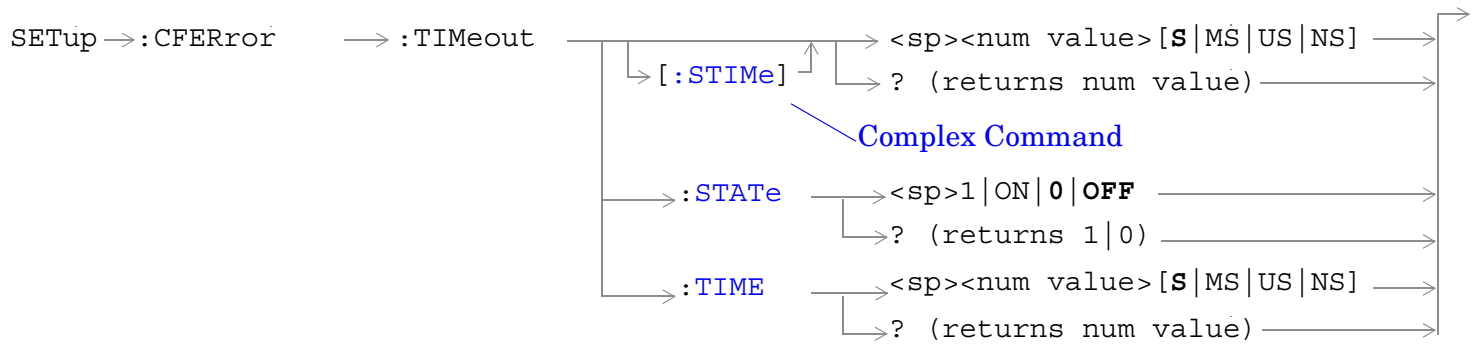 SETup :CFERror :TIMeout <sp><num value>[S|MS|US|NS]
[:STIMe] ? (returns num value)
Complex Command
:STATe <sp>1|ON|0|OFF
? (returns 1|0)
:TIME <sp><num value>[S|MS|US|NS]
? (returns num value)